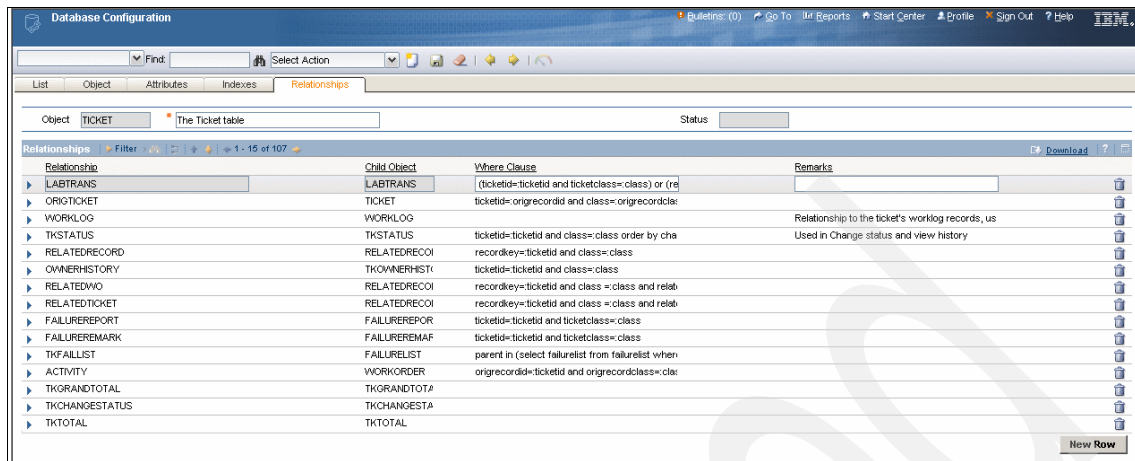 Database Configuration Bulletins: (0) Go To Reports Start Center Profile Sign Out Help IBM.
Find: Select Action
List Object Attributes Indexes Relationships
Object TICKET The Ticket table Status
Relationships Filter 1 - 15 of 107 Download
Relationship Child Object Where Clause Remarks
LABTRANS LABTRANS (ticketid=:ticketid and ticketclass=:class) or (re
ORIGTICKET TICKET ticketid=:origrecordid and class=:origrecordclas
WORKLOG WORKLOG Relationship to the ticket's worklog records, us
TKSTATUS TKSTATUS ticketid=:ticketid and class=:class order by cha Used in Change status and view history
RELATEDRECORD RELATEDRECOI recordkey=:ticketid and class=:class
OWNERHISTORY TKOWNERHIST( ticketid=:ticketid and class=:class
RELATEDWO RELATEDRECOI recordkey=:ticketid and class =:class and relate
RELATEDTICKET RELATEDRECOI recordkey=:ticketid and class =:class and relate
FAILUREREPORT FAILUREREPOR ticketid=:ticketid and ticketclass=:class
FAILUREREMARK FAILUREREMAF ticketid=:ticketid and ticketclass=:class
TKFAILLIST FAILURELIST parent in (select failurelist from failurelist wher
ACTIVITY WORKORDER origrecordid=:ticketid and origrecordclass=:clas
TKGRANDTOTAL TKGRANDTOTA
TKCHANGESTATUS TKCHANGESTA
TKTOTAL TKTOTAL
New Row